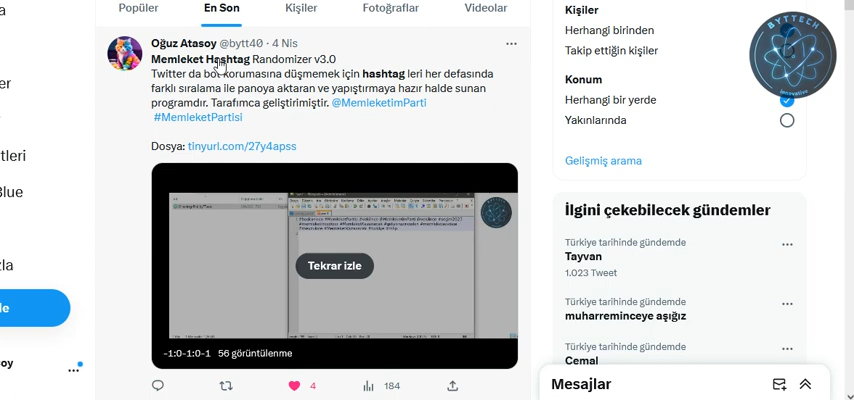 Popüler
En Son
Kişiler
Fotoğraflar
Videolar
Oğuz Atasoy @bytt40 · 4 Nis
Memleket Hashtag Randomizer v3.0
Twitter da bot korumasına düşmemek için hashtag leri her defasında
farklı sıralama ile panoya aktaran ve yapıştırmaya hazır halde sunan
programdır. Tarafımca geliştirimiştir. @MemleketimParti
#MemleketPartisi
Dosya: tinyurl.com/27y4apss
Tekrar izle
-1:0-1:0-1 56 görüntülenme
4
184
Kişiler
Herhangi birinden
Takip ettiğin kişiler
Konum
Herhangi bir yerde
Yakınlarında
Gelişmiş arama
İlgini çekebilecek gündemler
Türkiye tarihinde gündemde
Tayvan
1.023 Tweet
Türkiye tarihinde gündemde
muharreminceye aşığız
Türkiye tarihinde gündemde
Cemal
Mesajlar
BYTTECH
innovative
tleri
Blue
zla
le
oy